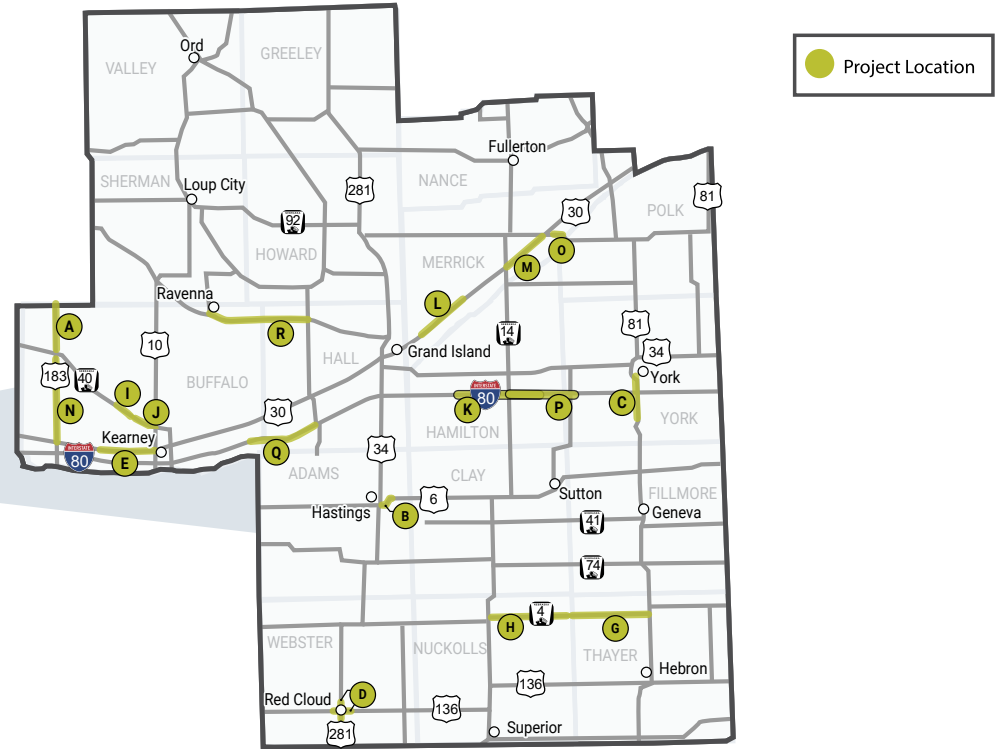 Ord
GREELEY
VALLEY
Project Location
Fullerton
SHERMAN
Loup City
NANCE
281
81
92
30
POLK
HOWARD
MERRICK
O
M
Ravenna
L
A
R
10
14
81
34
HALL
Grand Island
183
40
BUFFALO
I
J
N
30
K
INTERSTATE
80
P
C
York
YORK
HAMILTON
Kearney
INTERSTATE
80
E
Q
34
ADAMS
CLAY
Sutton
FILLMORE
Hastings
B
6
Geneva
41
74
4
H
G
WEBSTER
NUCKOLLS
THAYER
Hebron
Red Cloud
D
136
136
281
Superior